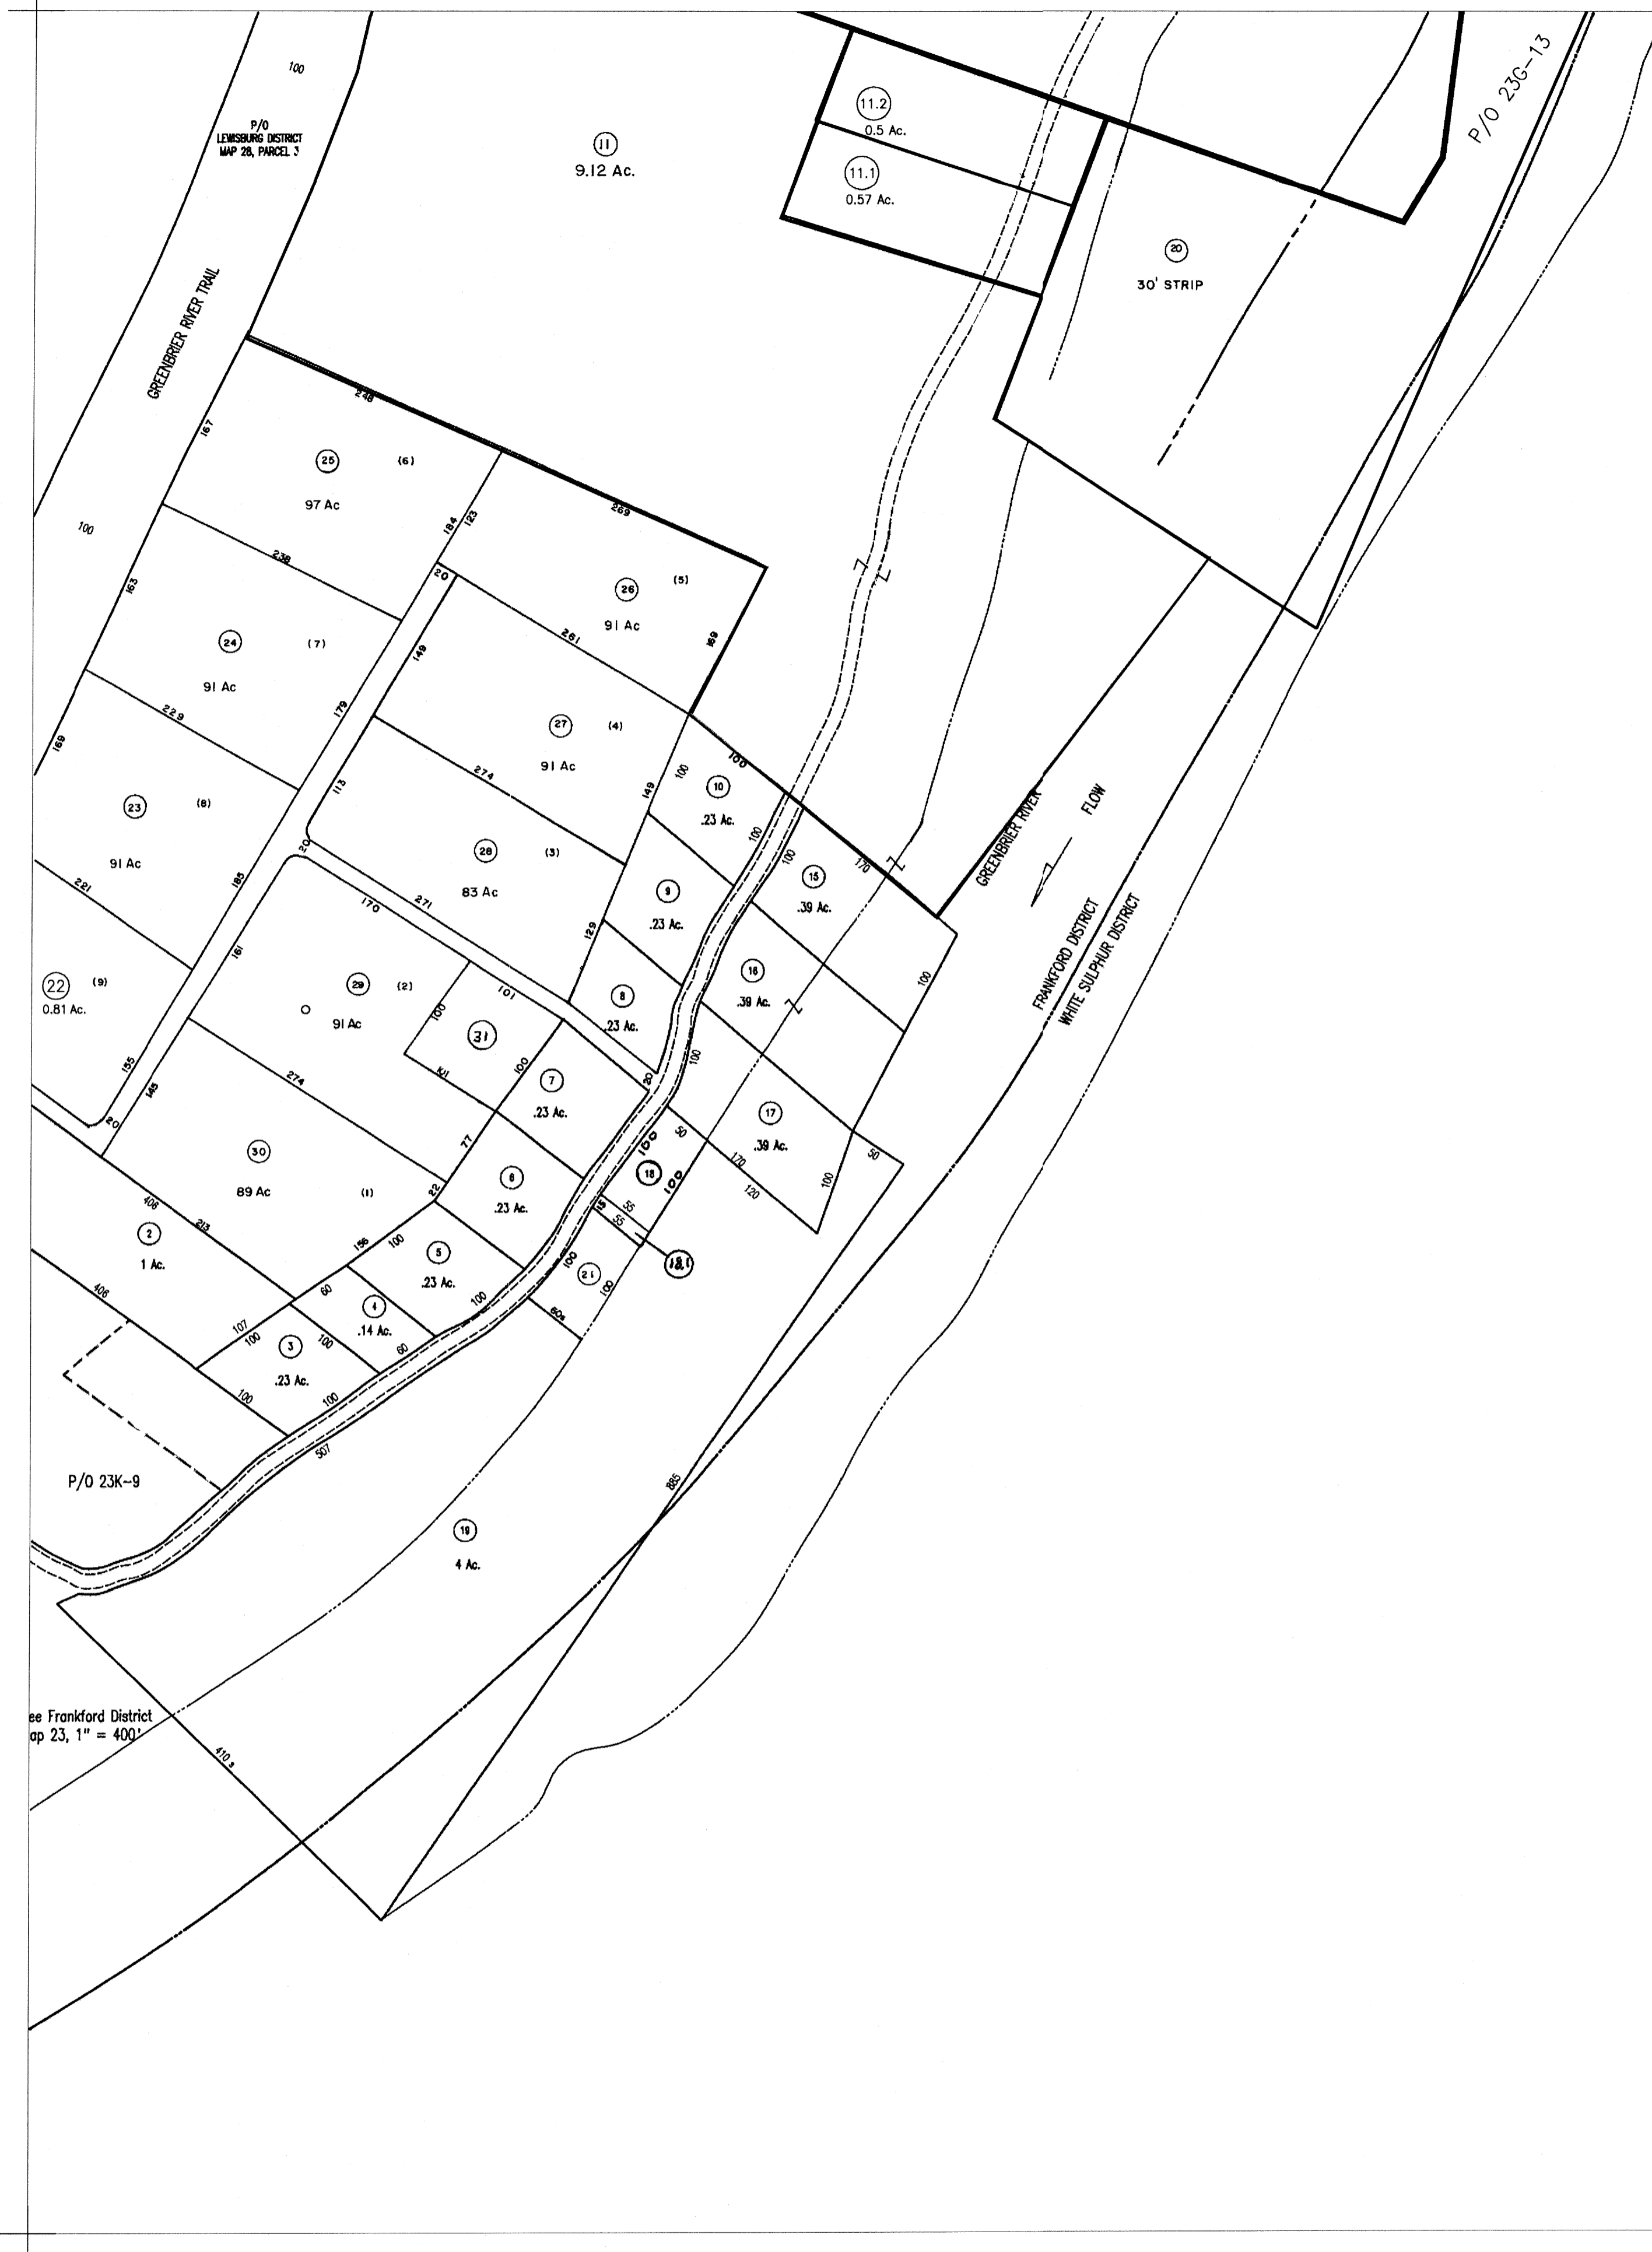 100
P/O
LEWISBURG DISTRICT
MAP 28, PARCEL 3
11
9.12 Ac.
11.2
0.5 Ac.
11.1
0.57 Ac.
P/O 23G-13
20
30' STRIP
GREENBRIER RIVER TRAIL
248
167
25
(6)
97 Ac
184
123
269
100
238
20
26
(5)
91 Ac
163
261
169
149
24
(7)
91 Ac
179
229
27
(4)
91 Ac
100
100
169
274
149
10
.23 Ac.
113
23
(8)
91 Ac
100
100
170
20
28
(3)
83 Ac
15
.39 Ac.
GREENBRIER RIVER
FLOW
221
185
271
9
.23 Ac.
170
129
161
100
16
.39 Ac.
FRANKFORD DISTRICT
WHITE SULPHUR DISTRICT
22
(9)
0.81 Ac.
29
(2)
91 Ac
101
100
31
8
.23 Ac.
100
155
145
274
101
100
7
.23 Ac.
20
17
.39 Ac.
20
77
100
50
50
30
89 Ac
(1)
22
6
.23 Ac.
18
100
170
120
100
406
213
2
1 Ac.
156
100
5
.23 Ac.
15
55
55
18.1
21
100
100
406
60
4
.14 Ac.
100
60s
107
100
3
.23 Ac.
100
60
100
100
507
P/O 23K-9
885
19
4 Ac.
ee Frankford District
ap 23, 1" = 400'
410 s